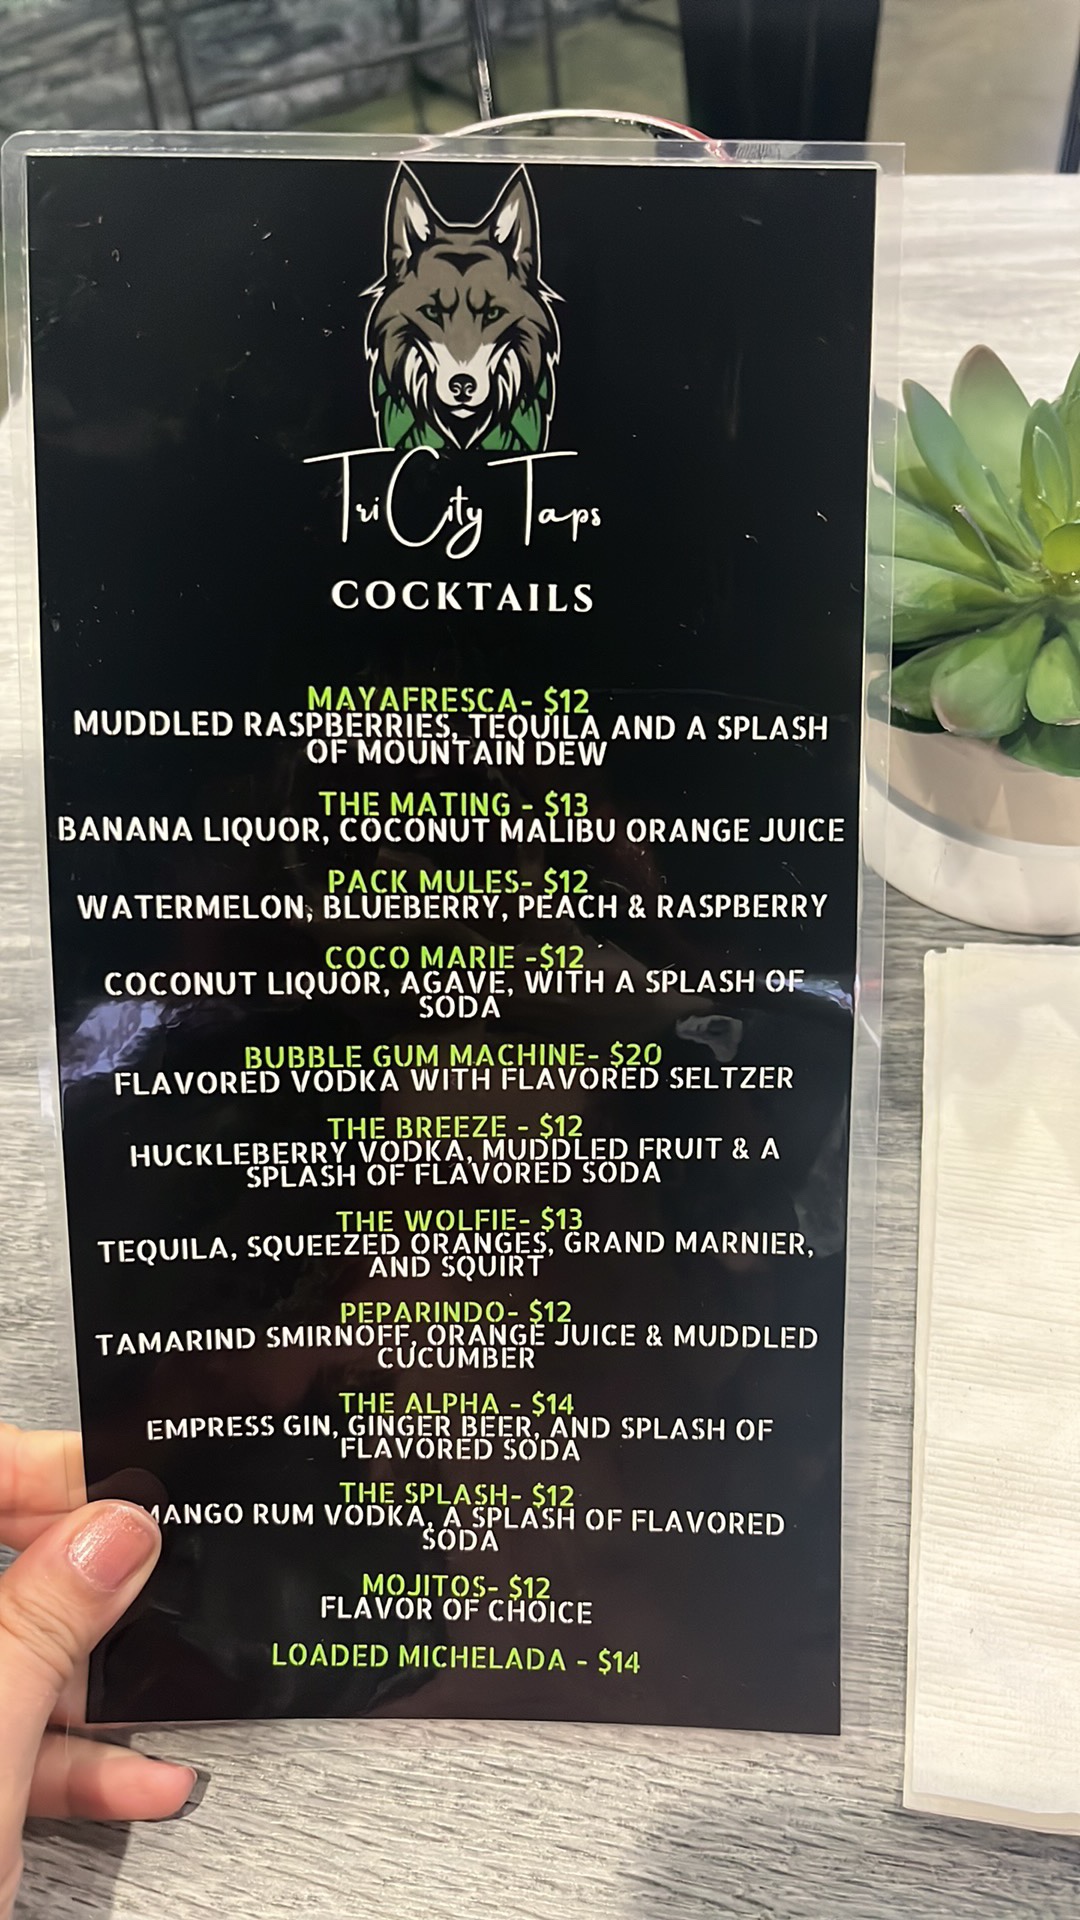 Tri City Taps
COCKTAILS
MAYAFRESCA- $12
MUDDLED RASPBERRIES, TEQUILA AND A SPLASH
OF MOUNTAIN DEW
THE MATING - $13
BANANA LIQUOR, COCONUT MALIBU ORANGE JUICE
PACK MULES- $12
WATERMELON, BLUEBERRY, PEACH & RASPBERRY
COCO MARIE -$12
COCONUT LIQUOR, AGAVE, WITH A SPLASH OF
SODA
BUBBLE GUM MACHINE- $20
FLAVORED VODKA WITH FLAVORED SELTZER
THE BREEZE - $12
HUCKLEBERRY VODKA, MUDDLED FRUIT & A
SPLASH OF FLAVORED SODA
THE WOLFIE- $13
TEQUILA, SQUEEZED ORANGES, GRAND MARNIER,
AND SQUIRT
PEPARINDO- $12
TAMARIND SMIRNOFF, ORANGE JUICE & MUDDLED
CUCUMBER
THE ALPHA - $14
EMPRESS GIN, GINGER BEER, AND SPLASH OF
FLAVORED SODA
THE SPLASH- $12
MANGO RUM VODKA, A SPLASH OF FLAVORED
SODA
MOJITOS- $12
FLAVOR OF CHOICE
LOADED MICHELADA - $14